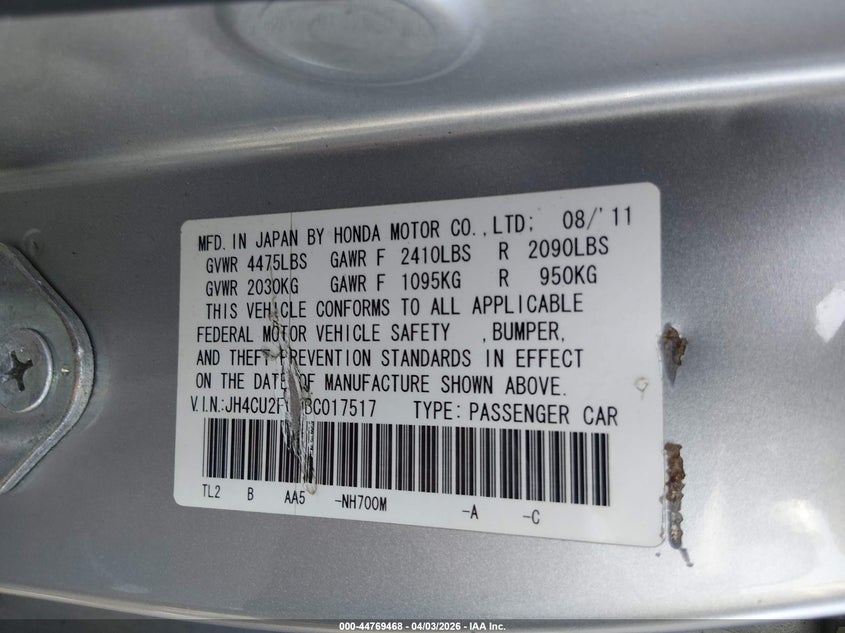 MFD. IN JAPAN BY HONDA MOTOR CO., LTD; 08/'11
GVWR 4475LBS GAWR F 2410LBS R 2090LBS
GVWR 2030KG GAWR F 1095KG R 950KG
THIS VEHICLE CONFORMS TO ALL APPLICABLE
FEDERAL MOTOR VEHICLE SAFETY , BUMPER,
AND THEFT PREVENTION STANDARDS IN EFFECT
ON THE DATE OF MANUFACTURE SHOWN ABOVE.
V.I.N.: TYPE: PASSENGER CAR
TL2 B AA5 -NH700M -A -C
000-44769468 - 04/03/2026 - IAA Inc.